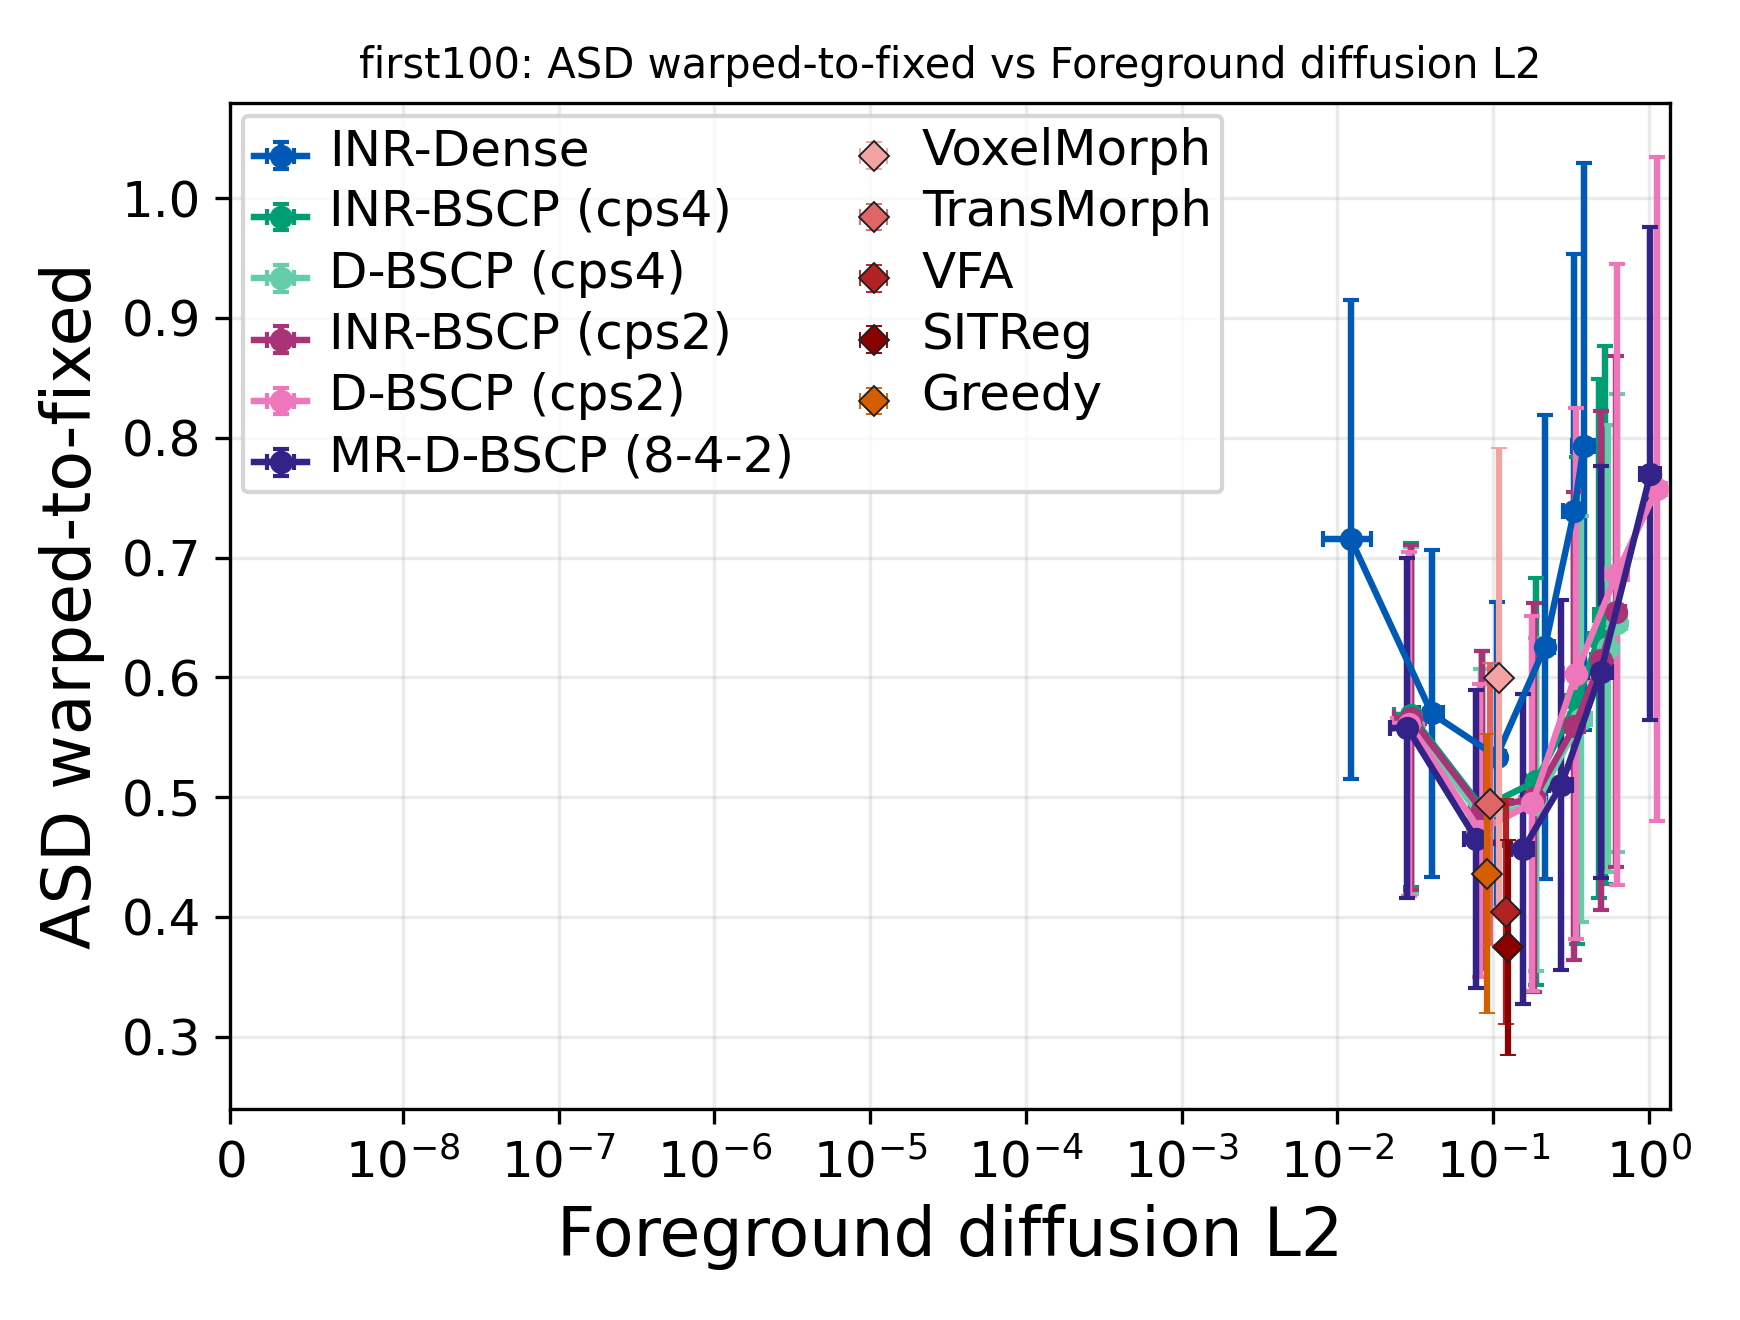 first100: ASD warped-to-fixed vs Foreground diffusion L2
INR-Dense
INR-BSCP (cps4)
D-BSCP (cps4)
INR-BSCP (cps2)
D-BSCP (cps2)
MR-D-BSCP (8-4-2)
VoxelMorph
TransMorph
VFA
SITReg
Greedy
ASD warped-to-fixed
1.0
0.9
0.8
0.7
0.6
0.5
0.4
0.3
0 10⁻⁸ 10⁻⁷ 10⁻⁶ 10⁻⁵ 10⁻⁴ 10⁻³ 10⁻² 10⁻¹ 10⁰
Foreground diffusion L2